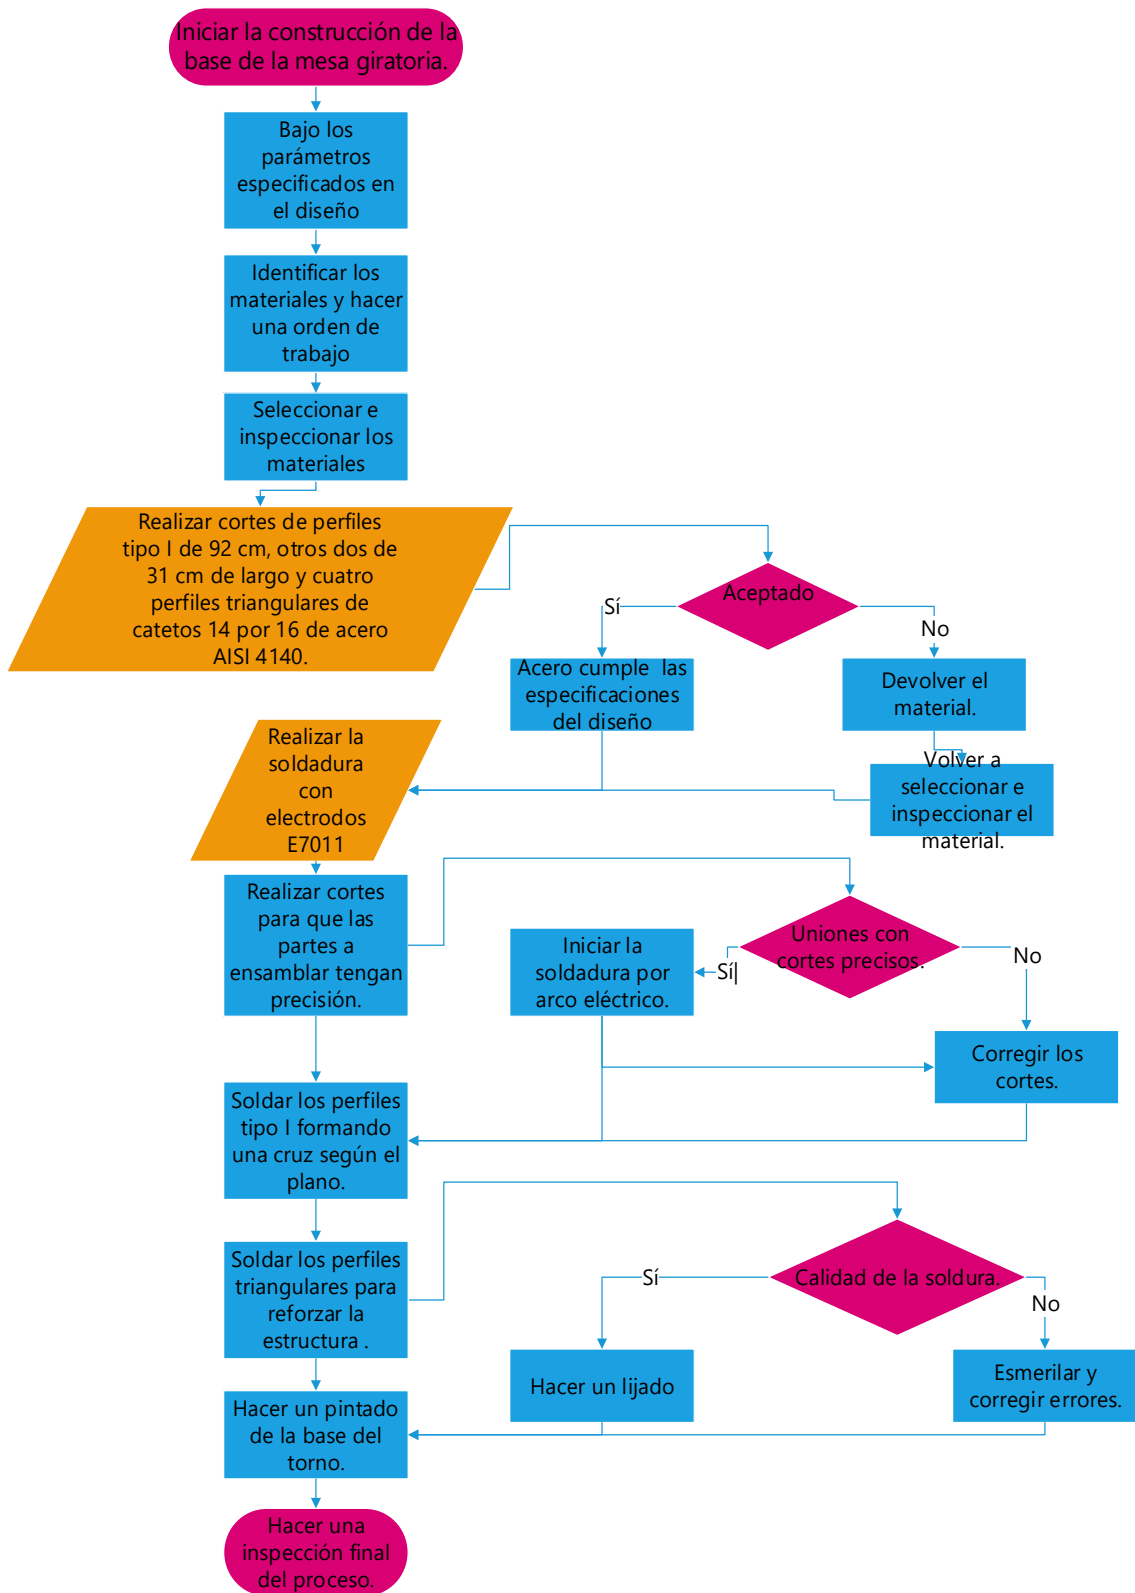 Iniciar la construcción de la
base de la mesa giratoria.
Bajo los
parámetros
especificados en
el diseño
Identificar los
materiales y hacer
una orden de
trabajo
Seleccionar e
inspeccionar los
materiales
Realizar cortes de perfiles
tipo I de 92 cm, otros dos de
31 cm de largo y cuatro
perfiles triangulares de
catetos 14 por 16 de acero
AISI 4140.
Aceptado
Sí
No
Acero cumple  las
especificaciones
del diseño
Devolver el
material.
Volver a
seleccionar e
inspeccionar el
material.
Realizar la
soldadura
con
electrodos
E7011
Realizar cortes
para que las
partes a
ensamblar tengan
precisión.
Uniones con
cortes precisos.
Sí|
No
Iniciar la
soldadura por
arco eléctrico.
Corregir los
cortes.
Soldar los perfiles
tipo I formando
una cruz según el
plano.
Soldar los perfiles
triangulares para
reforzar la
estructura .
Calidad de la soldura.
Sí
No
Hacer un lijado
Esmerilar y
corregir errores.
Hacer un pintado
de la base del
torno.
Hacer una
inspección final
del proceso.